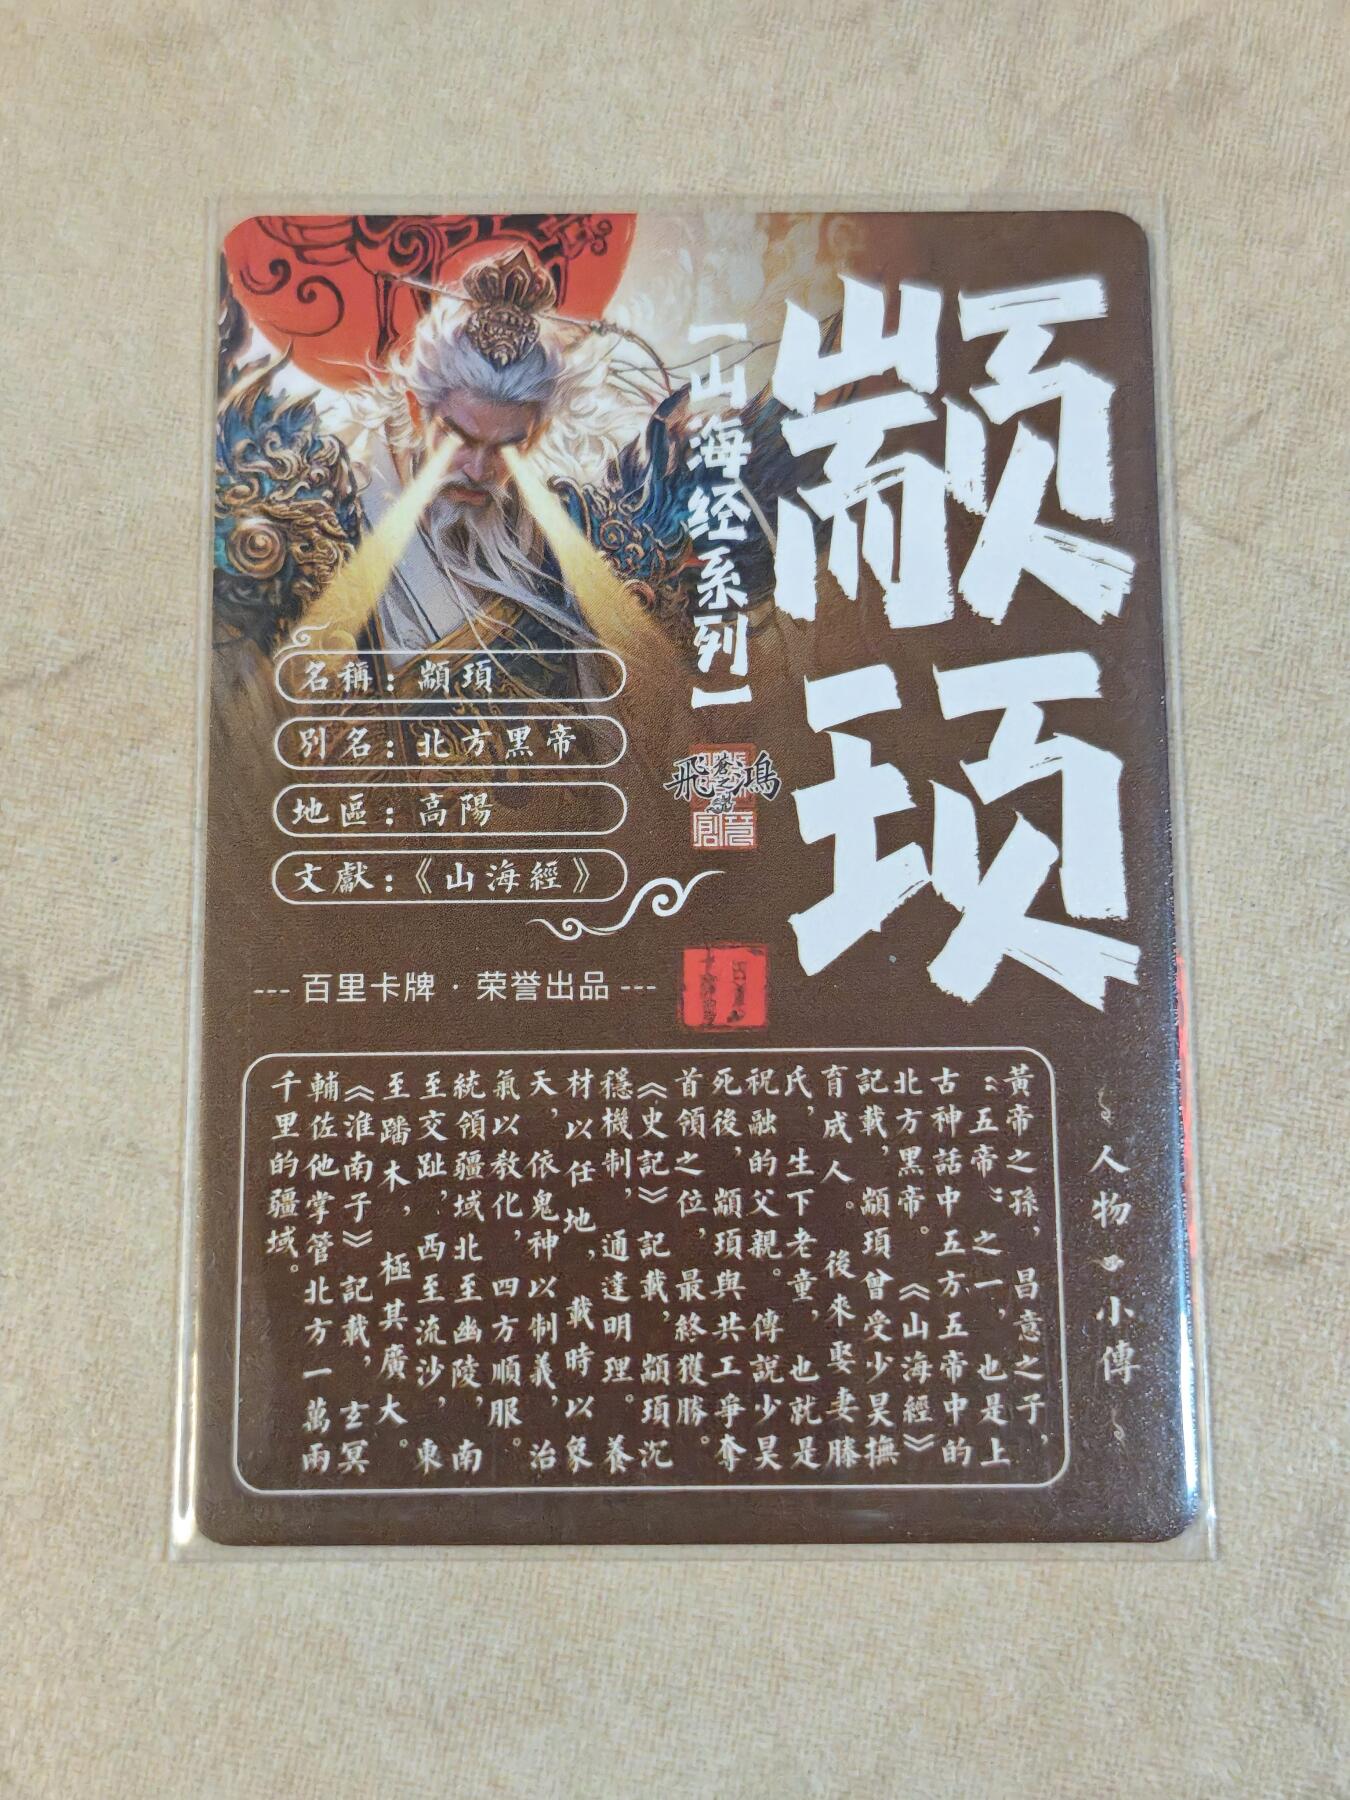 颛顼
【山海经系列】
飛鴻
名稱：顓頊
別名：北方黑帝
地區：高陽
文獻：《山海經》
--- 百里卡牌 · 荣誉出品 ---
人物 小傳
黃帝之孫，昌意之子，
“五帝”之一，也是上
古神話中五方五帝中的
北方黑帝。《山海經》
記載，顓頊曾受少昊撫
育成人。後來娶妻滕
氏，生下老童，也就是
祝融的父親。傳說少昊
死後，顓頊與共工爭奪
首領之位，最終獲勝。
《史記》記載，顓頊沉
穩機制，通達明理。養
材以任地，載時以象
天，依鬼神以制義，治
氣以教化，四方順服。
統領疆域北至幽陵，南
至交趾，西至流沙，東
至蹯木，極其廣大。
《淮南子》記載，玄冥
輔佐他掌管北方一萬兩
千里的疆域。